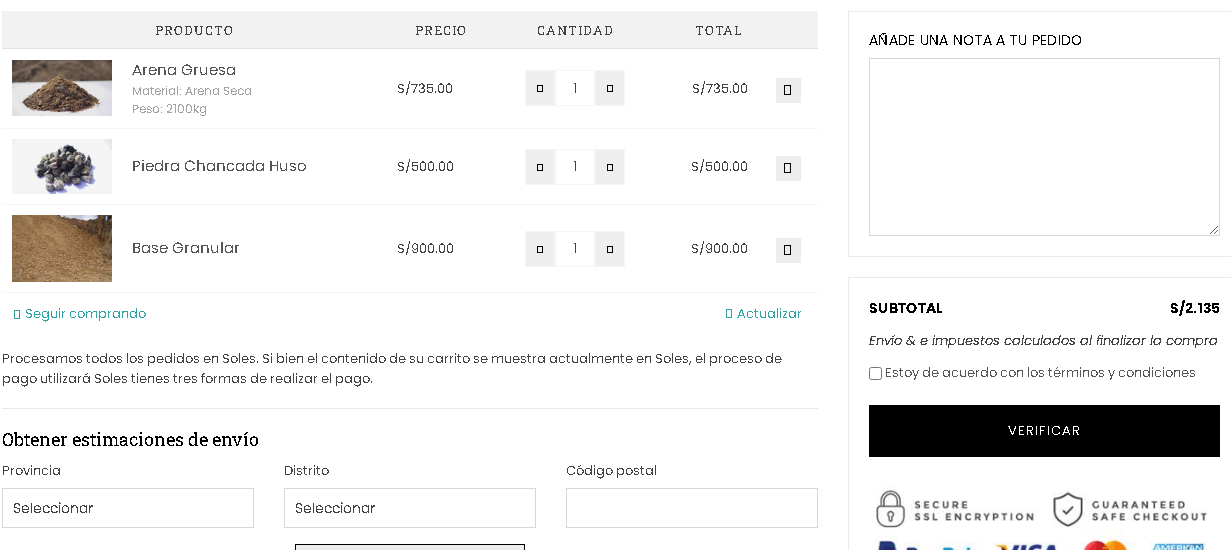 PRODUCTO PRECIO CANTIDAD TOTAL
Arena Gruesa
Material: Arena Seca
Peso: 2100kg
S/735.00 1 S/735.00
Piedra Chancada Huso S/500.00 1 S/500.00
Base Granular S/900.00 1 S/900.00
Seguir comprando Actualizar
Procesamos todos los pedidos en Soles. Si bien el contenido de su carrito se muestra actualmente en Soles, el proceso de
pago utilizará Soles tienes tres formas de realizar el pago.
Obtener estimaciones de envío
Provincia Distrito Código postal
Seleccionar Seleccionar
AÑADE UNA NOTA A TU PEDIDO
SUBTOTAL S/2.135
Envío & e impuestos calculados al finalizar la compra
Estoy de acuerdo con los términos y condiciones
VERIFICAR
SECURE
SSL ENCRYPTION
GUARANTEED
SAFE CHECKOUT
PayPal VISA AMERICAN